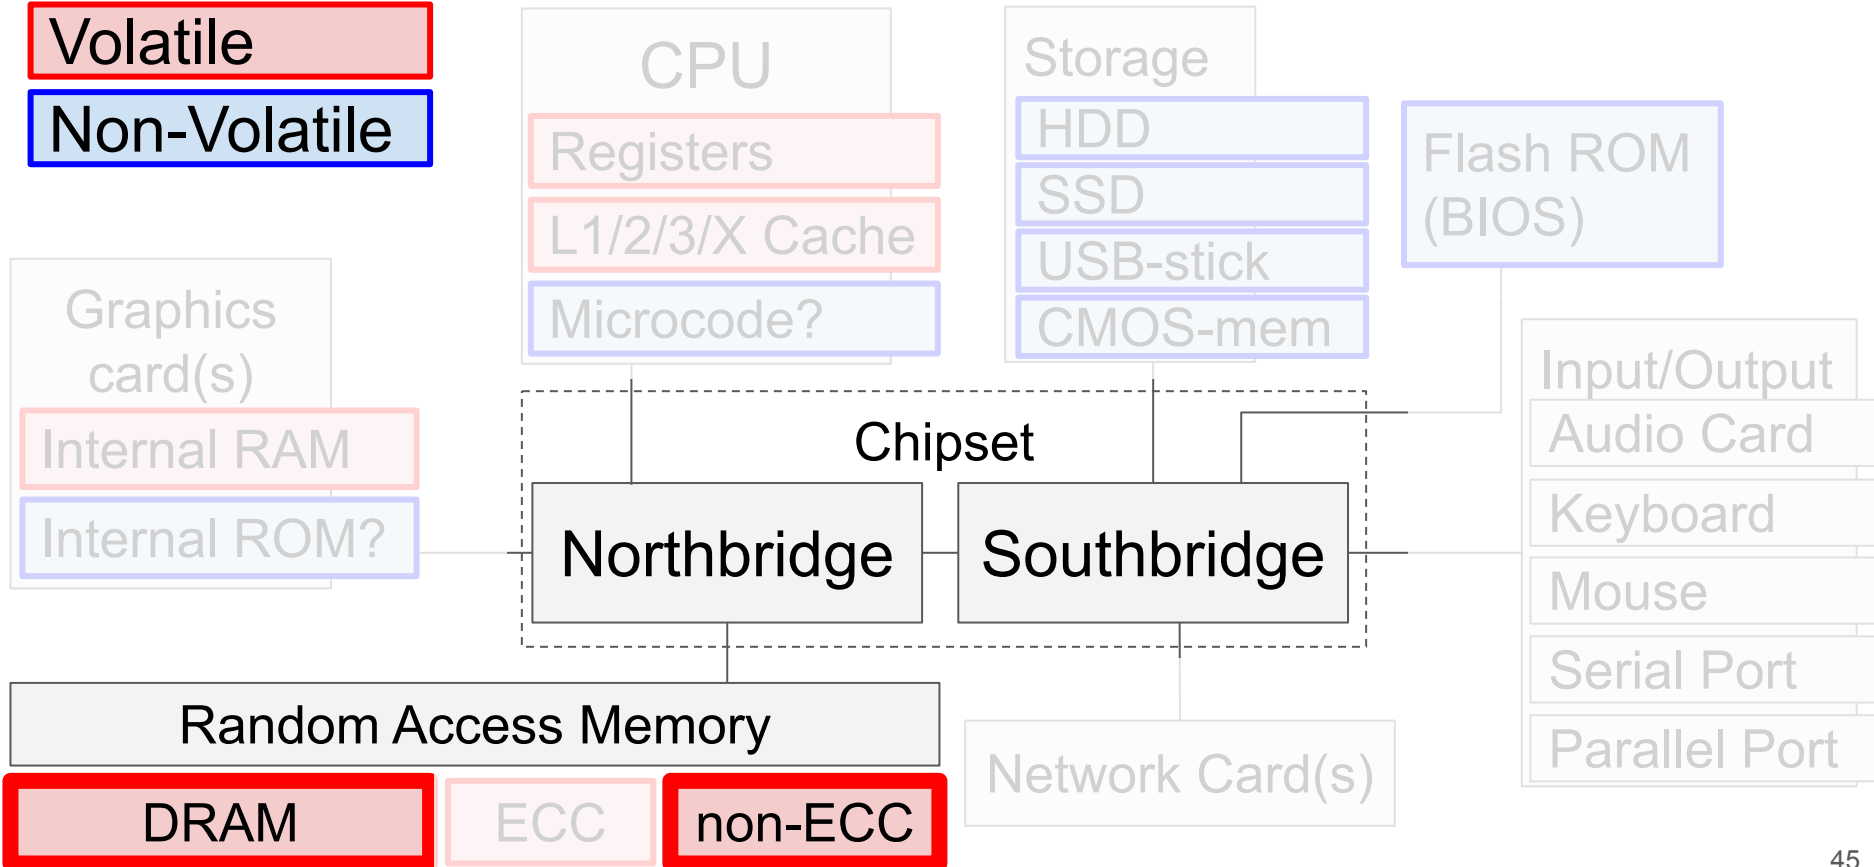 Volatile
Non-Volatile
CPU
Registers
L1/2/3/X Cache
Microcode?
Storage
HDD
SSD
USB-stick
CMOS-mem
Flash ROM
(BIOS)
Graphics
card(s)
Internal RAM
Internal ROM?
Chipset
Northbridge
Southbridge
Input/Output
Audio Card
Keyboard
Mouse
Serial Port
Parallel Port
Random Access Memory
DRAM
ECC
non-ECC
Network Card(s)
45